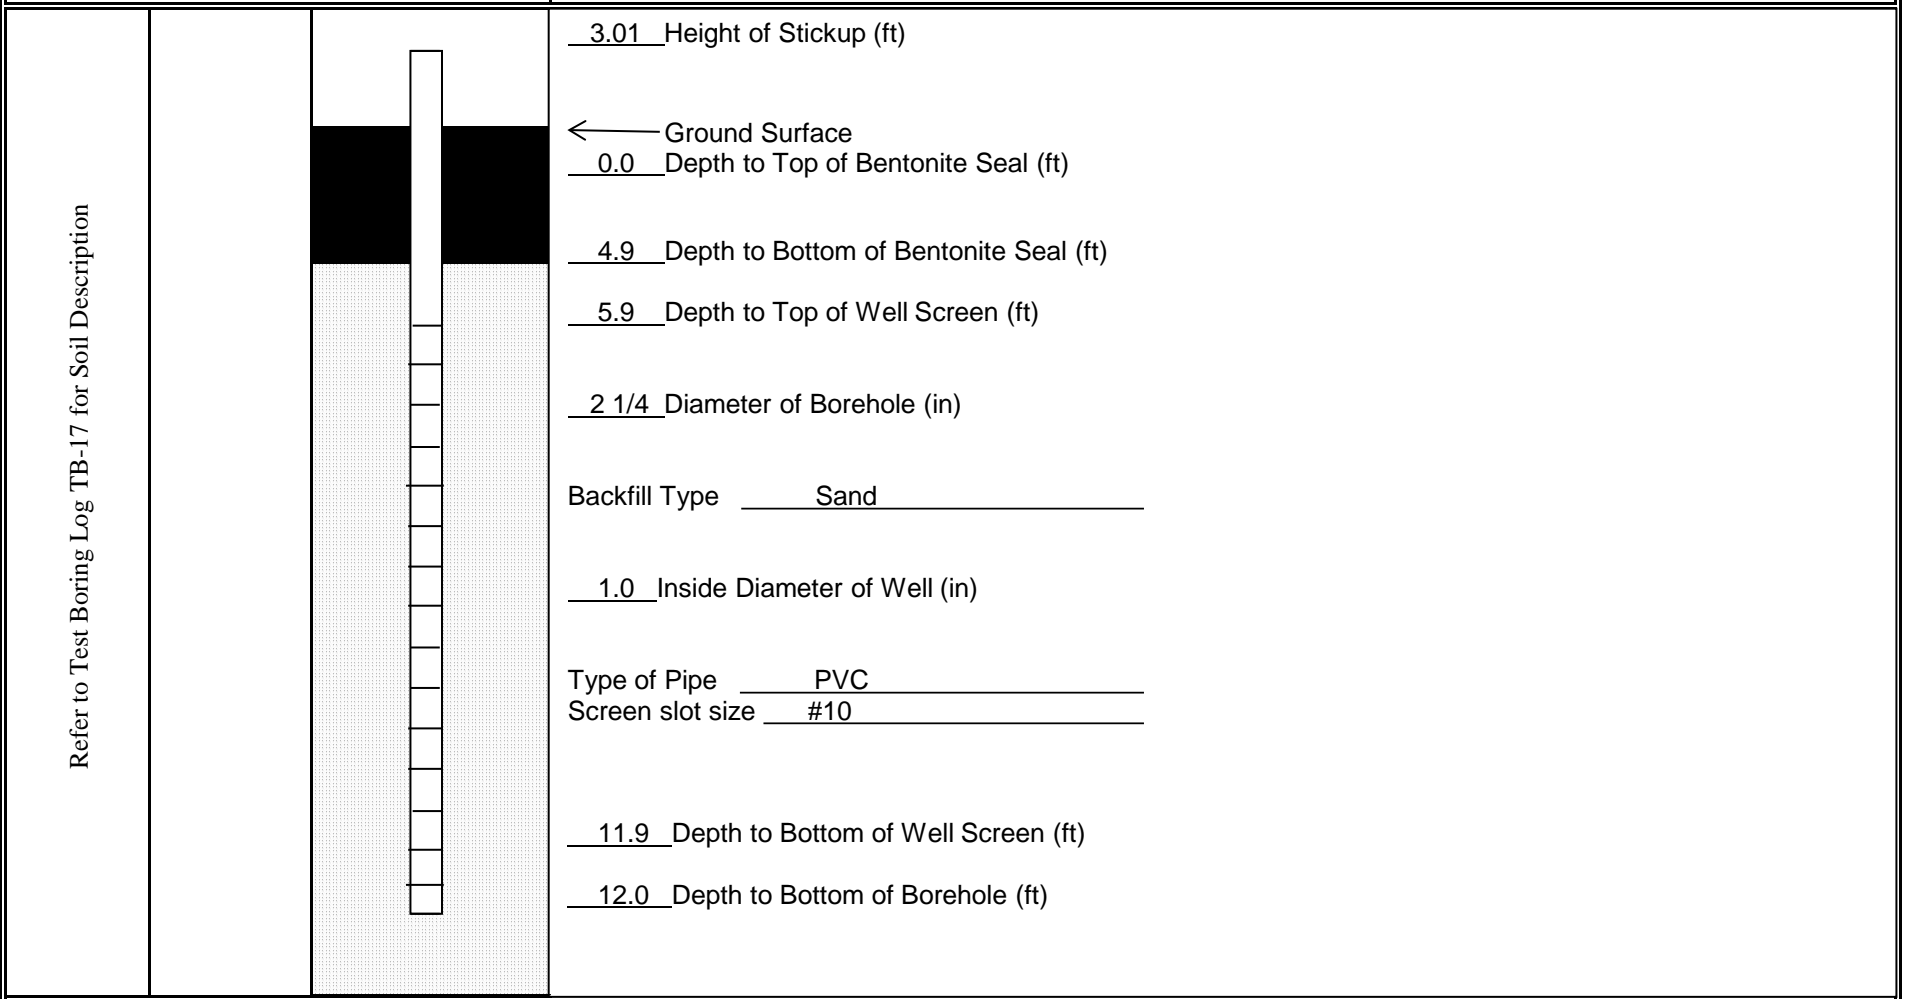 Refer to Test Boring Log TB-17 for Soil Description
3.01 Height of Stickup (ft)
Ground Surface
0.0 Depth to Top of Bentonite Seal (ft)
4.9 Depth to Bottom of Bentonite Seal (ft)
5.9 Depth to Top of Well Screen (ft)
2 1/4 Diameter of Borehole (in)
Backfill Type Sand
1.0 Inside Diameter of Well (in)
Type of Pipe PVC
Screen slot size #10
11.9 Depth to Bottom of Well Screen (ft)
12.0 Depth to Bottom of Borehole (ft)